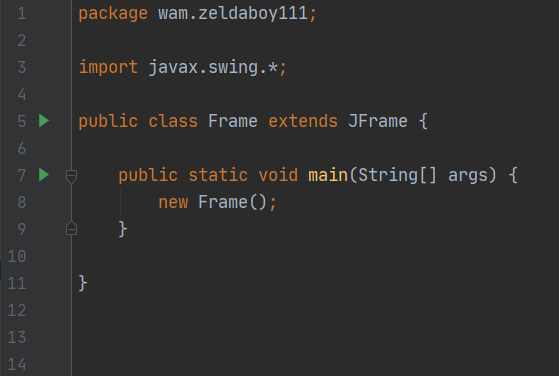 1 package wam.zeldaboy111;
2
3 import javax.swing.*;
4
5 public class Frame extends JFrame {
6
7 public static void main(String[] args) {
8 new Frame();
9 }
10
11 }
12
13
14